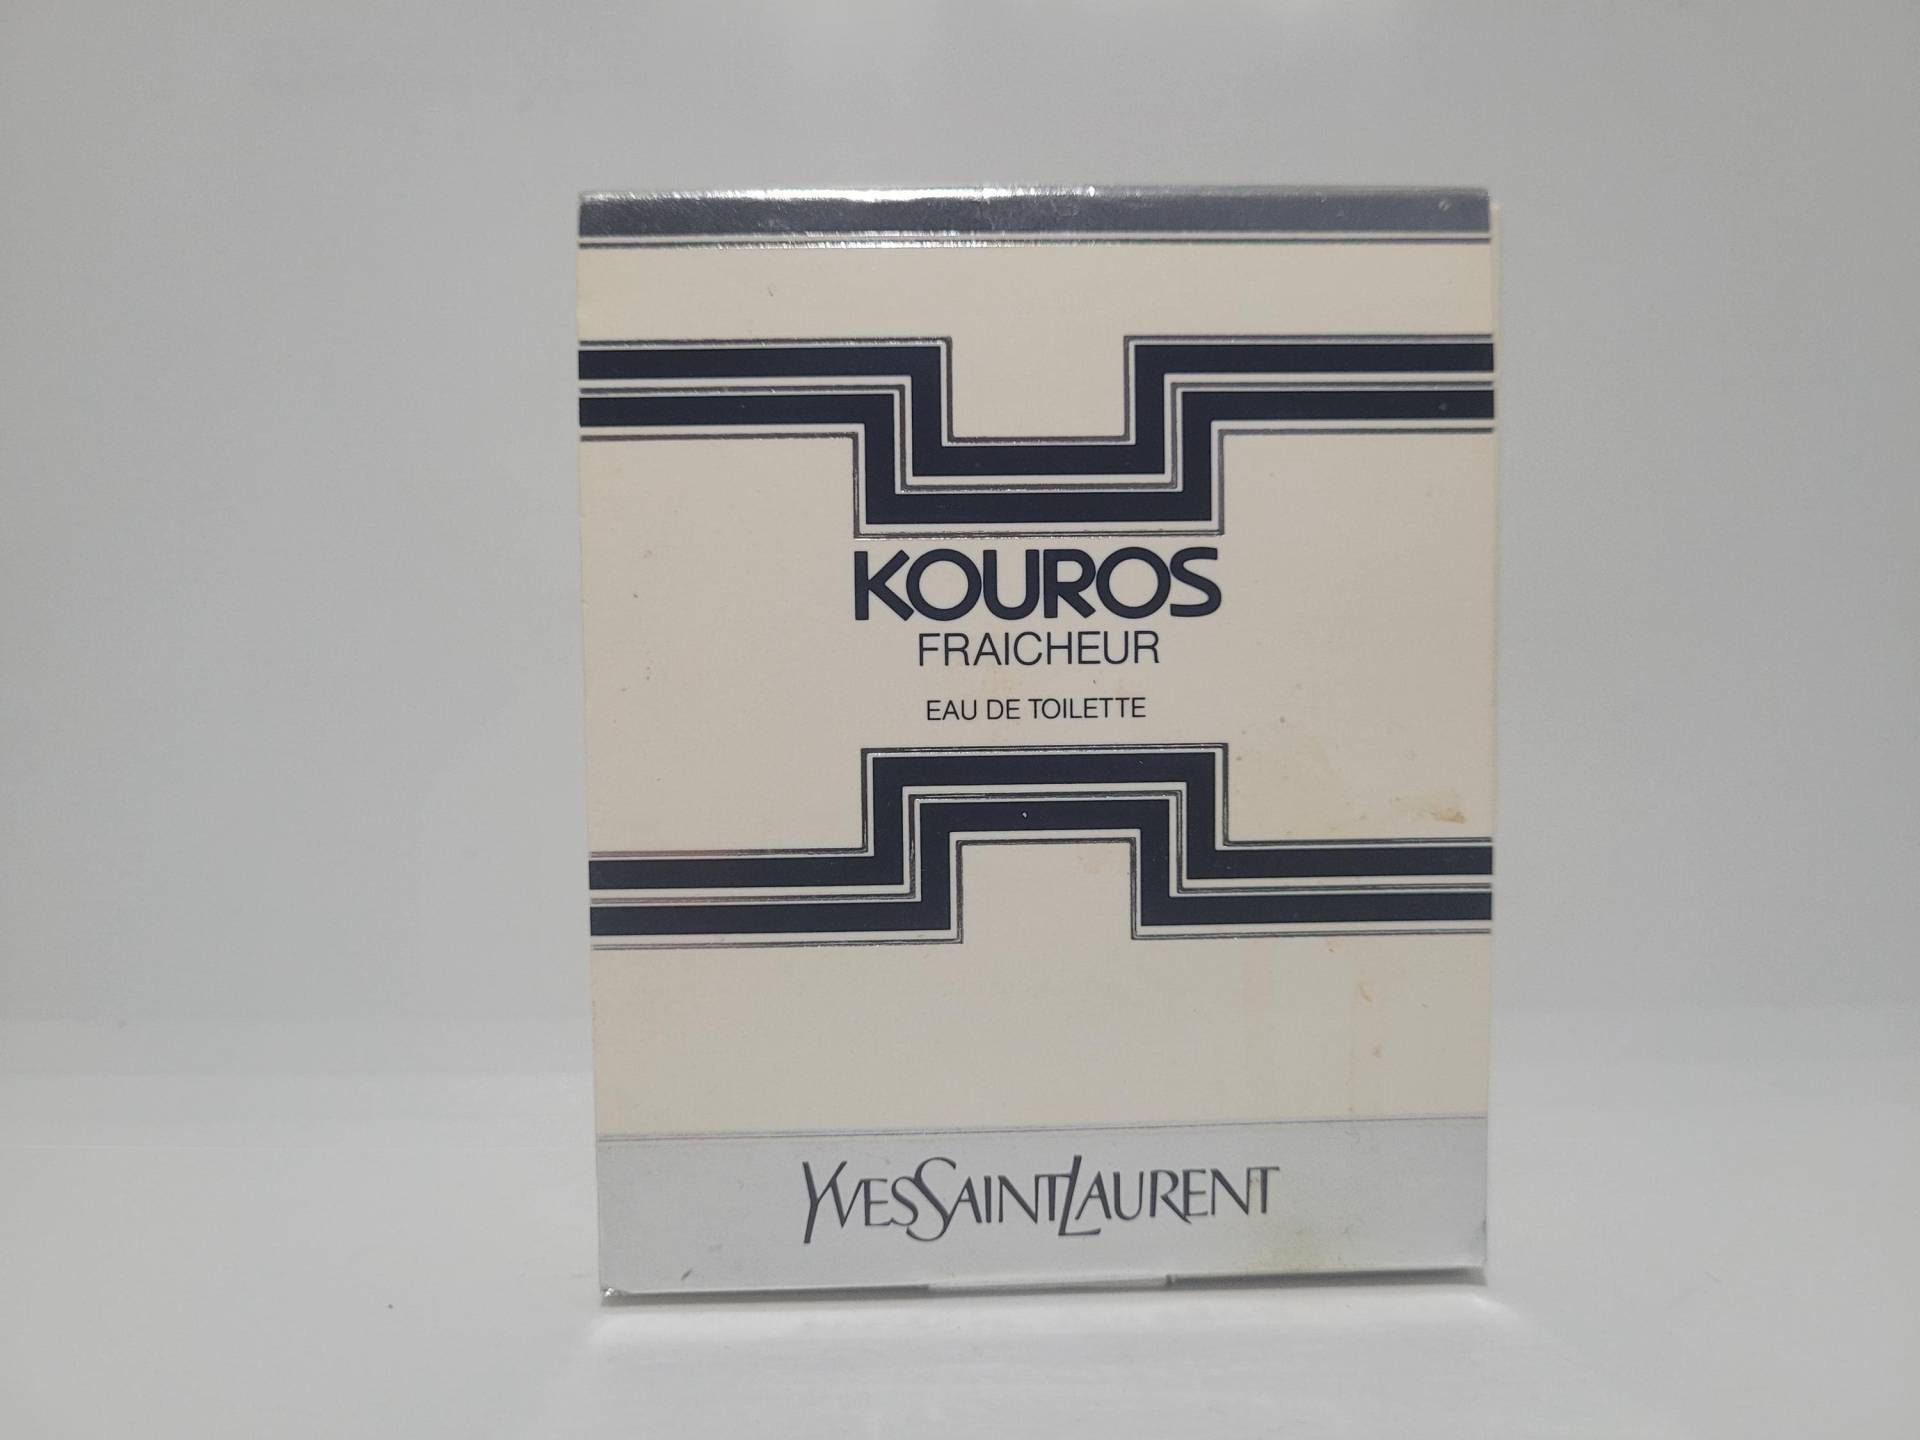 KOUROS
FRAICHEUR
EAU DE TOILETTE
YVESSAINTLAURENT